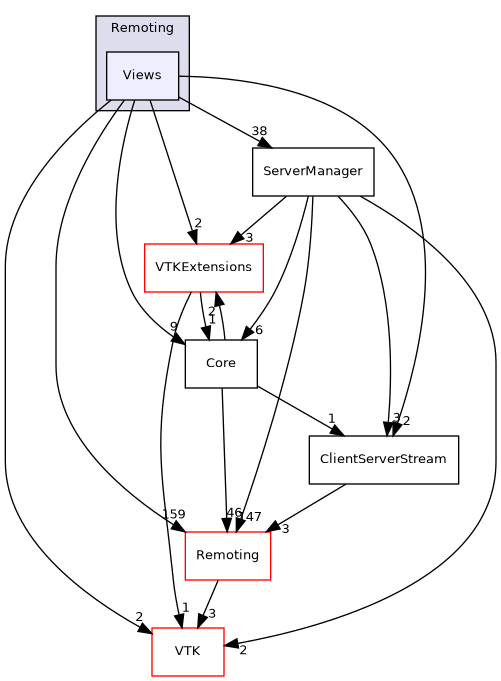 Remoting
Views
38
ServerManager
2
3
VTKExtensions
2
1
9
6
Core
1
3
2
ClientServerStream
159
46
147
3
Remoting
1
3
2
2
VTK